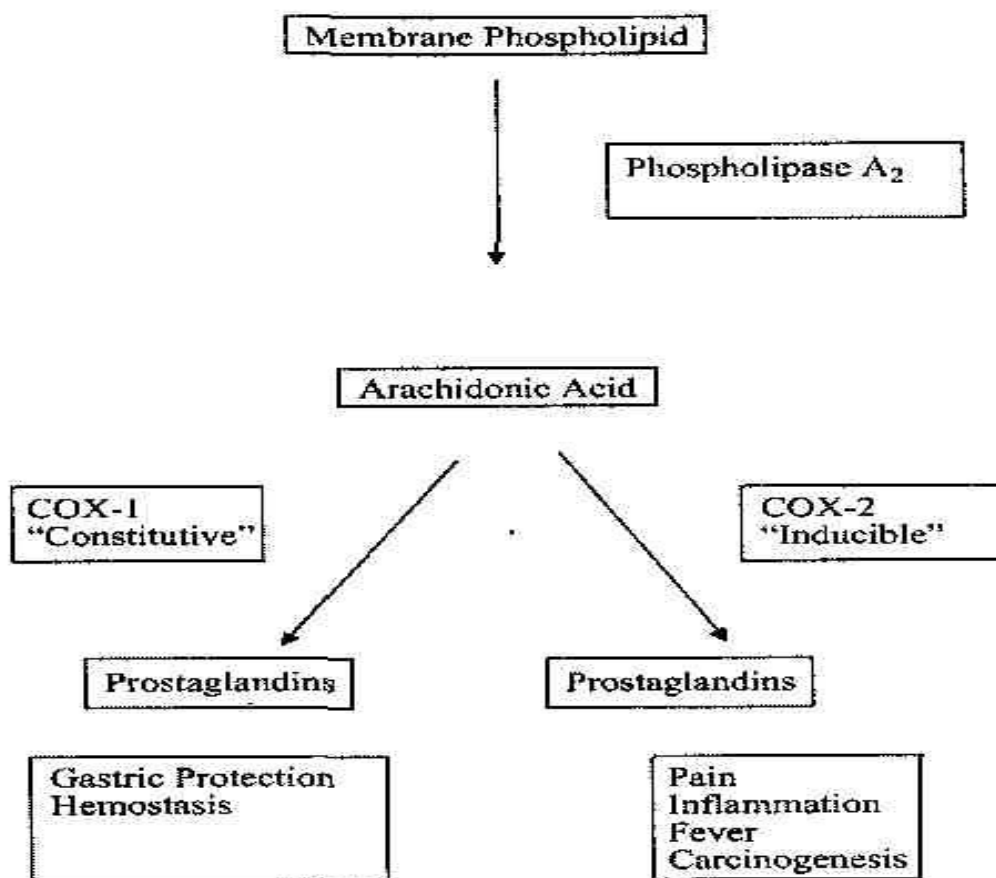 Membrane Phospholipid
Phospholipase A₂
Arachidonic Acid
COX-1
“Constitutive”
COX-2
“Inducible”
Prostaglandins
Prostaglandins
Gastric Protection
Hemostasis
Pain
Inflammation
Fever
Carcinogenesis